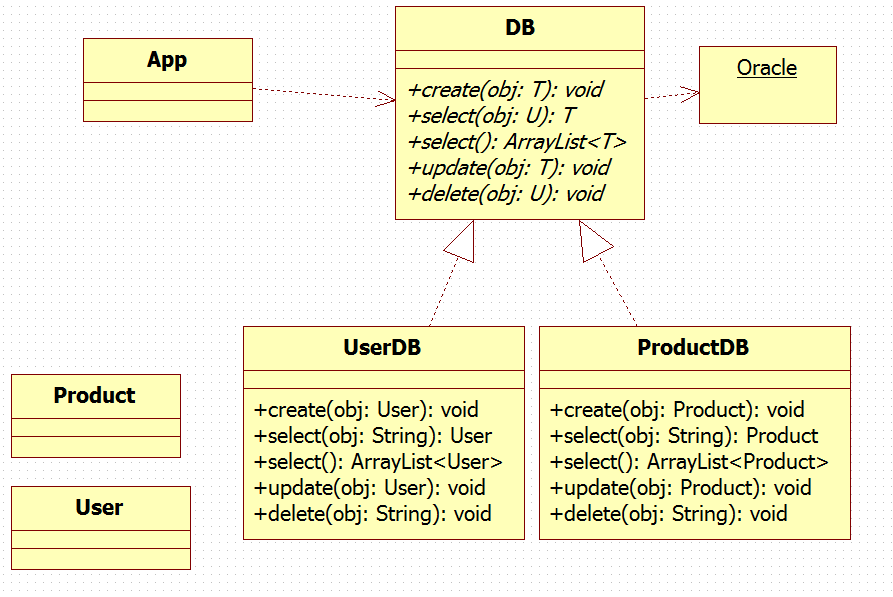 App
DB
+create(obj: T): void
+select(obj: U): T
+select(): ArrayList<T>
+update(obj: T): void
+delete(obj: U): void
Oracle
UserDB
+create(obj: User): void
+select(obj: String): User
+select(): ArrayList<User>
+update(obj: User): void
+delete(obj: String): void
ProductDB
+create(obj: Product): void
+select(obj: String): Product
+select(): ArrayList<Product>
+update(obj: Product): void
+delete(obj: String): void
Product
User